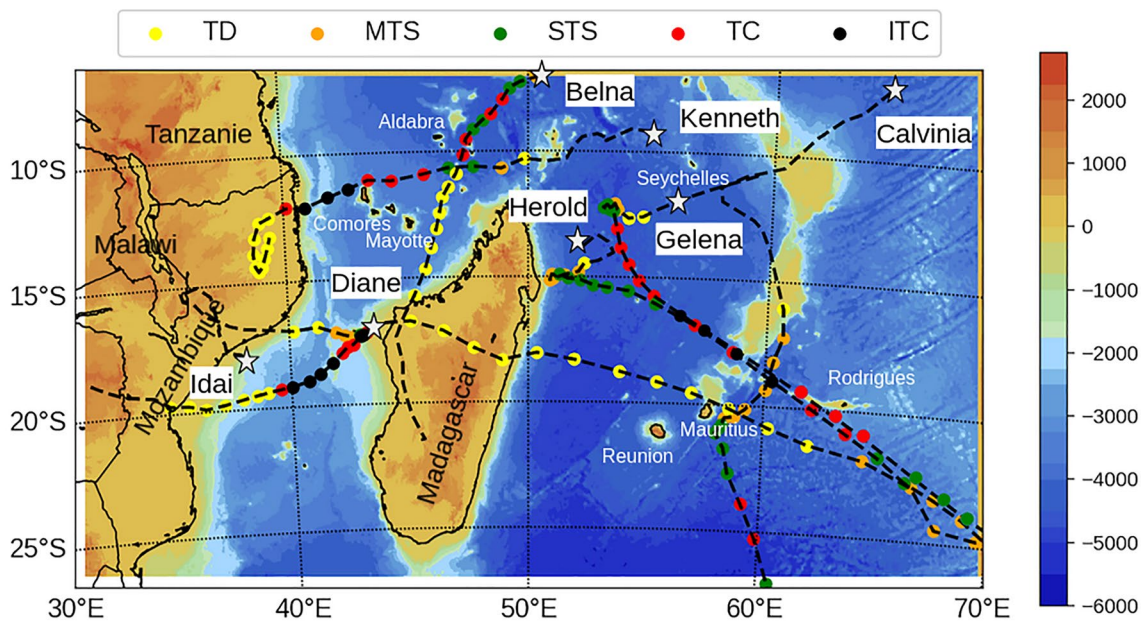 TD MTS STS TC ITC
Belna
Kenneth
Calvinia
Tanzanie
Aldabra
10°S
Seychelles
Herold
Comores
Mayotte
Gelena
Malawi
Diane
15°S
Mozambique
Idai
Rodrigues
20°S
Madagascar
Mauritius
Reunion
25°S
30°E 40°E 50°E 60°E 70°E
2000
1000
0
−1000
−2000
−3000
−4000
−5000
−6000